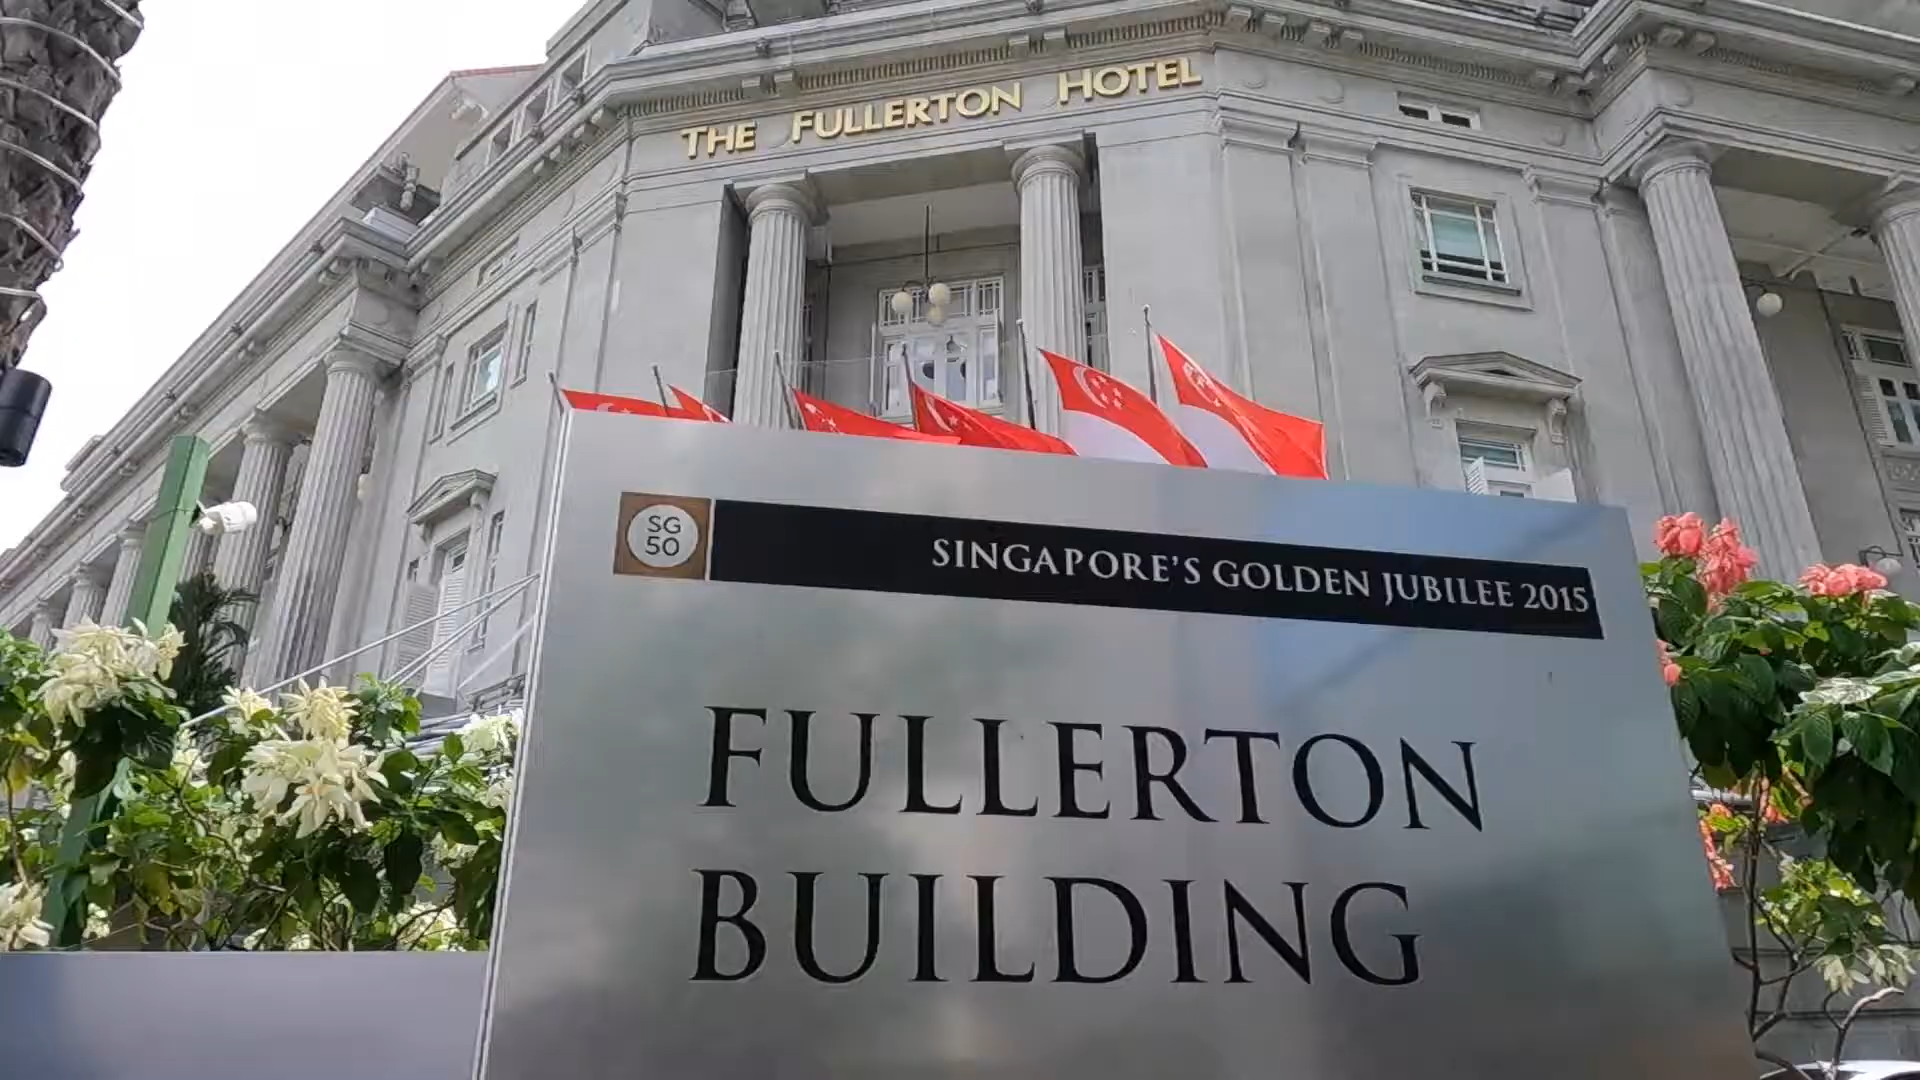 THE FULLERTON HOTEL
SG
50
SINGAPORE'S GOLDEN JUBILEE 2015
FULLERTON
BUILDING